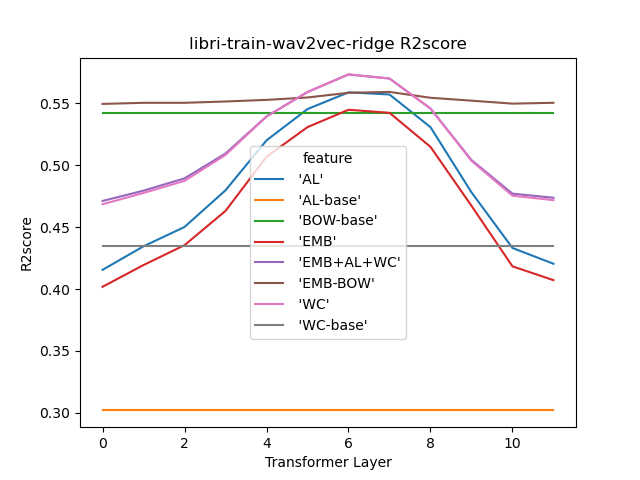 libri-train-wav2vec-ridge R2score
R2score
0.55
0.50
0.45
0.40
0.35
0.30
feature
'AL'
'AL-base'
'BOW-base'
'EMB'
'EMB+AL+WC'
'EMB-BOW'
'WC'
'WC-base'
0 2 4 6 8 10
Transformer Layer